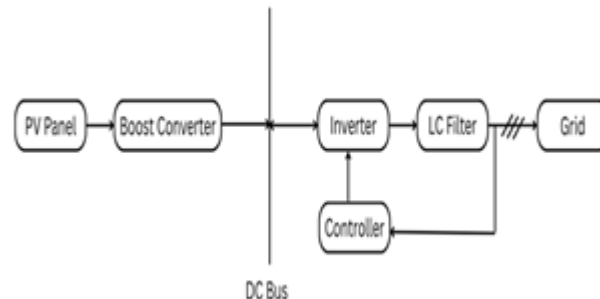 PV Panel
Boost Converter
Inverter
LC Filter
Grid
Controller
DC Bus